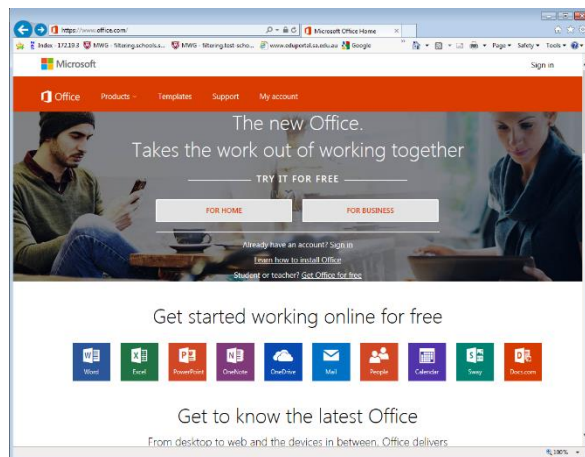 https://www.office.com/
Microsoft Office Home
Index - 172.19.3
MWG - filtering.schools.s...
MWG - filtering.test-scho...
www.eduportal.sa.edu.au
Google
Page
Safety
Tools
Microsoft
Sign in
Office
Products
Templates
Support
My account
The new Office.
Takes the work out of working together
TRY IT FOR FREE
FOR HOME
FOR BUSINESS
Already have an account? Sign in
Learn how to install Office
Student or teacher? Get Office for free
Get started working online for free
Word
Excel
PowerPoint
OneNote
OneDrive
Mail
People
Calendar
Sway
Docs.com
Get to know the latest Office
From desktop to web and the devices in between, Office delivers
100%